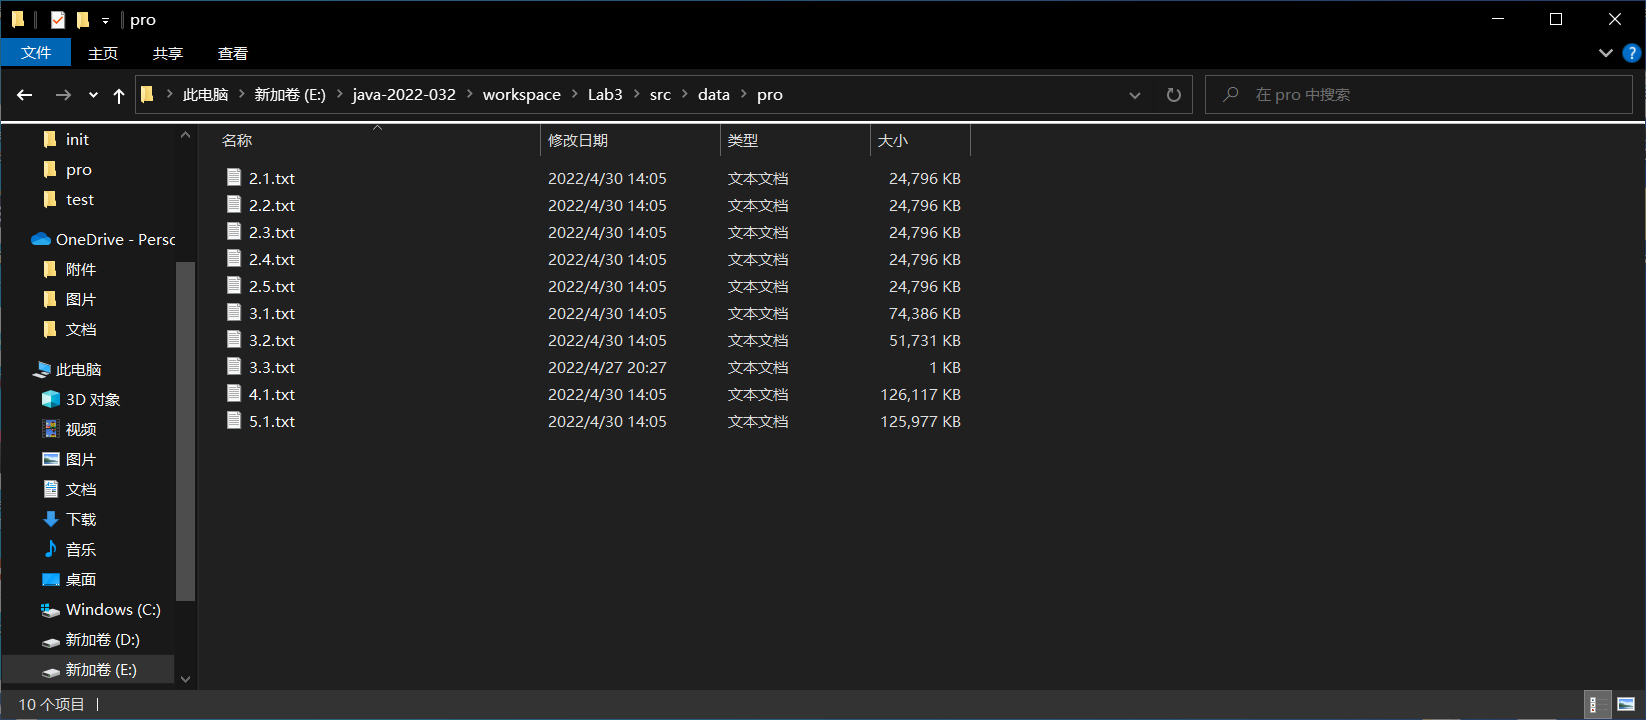 pro
文件 主页 共享 查看 ?
此电脑 新加卷 (E:) java-2022-032 workspace Lab3 src data pro 在 pro 中搜索
init
pro
test
OneDrive - Persc
附件
图片
文档
此电脑
3D 对象
视频
图片
文档
下载
音乐
桌面
Windows (C:)
新加卷 (D:)
新加卷 (E:)
名称 修改日期 类型 大小
2.1.txt 2022/4/30 14:05 文本文档 24,796 KB
2.2.txt 2022/4/30 14:05 文本文档 24,796 KB
2.3.txt 2022/4/30 14:05 文本文档 24,796 KB
2.4.txt 2022/4/30 14:05 文本文档 24,796 KB
2.5.txt 2022/4/30 14:05 文本文档 24,796 KB
3.1.txt 2022/4/30 14:05 文本文档 74,386 KB
3.2.txt 2022/4/30 14:05 文本文档 51,731 KB
3.3.txt 2022/4/27 20:27 文本文档 1 KB
4.1.txt 2022/4/30 14:05 文本文档 126,117 KB
5.1.txt 2022/4/30 14:05 文本文档 125,977 KB
10 个项目